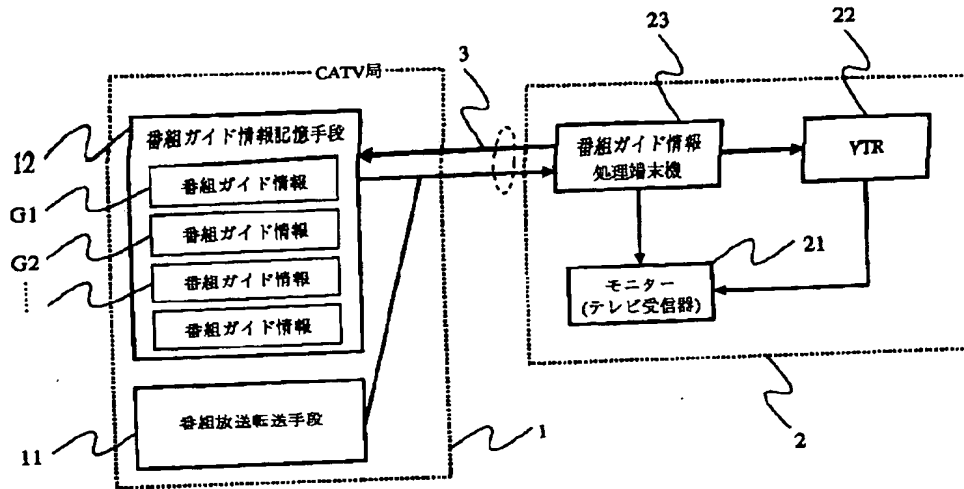 CATV局
12
番組ガイド情報記憶手段
番組ガイド情報
G1
番組ガイド情報
G2
番組ガイド情報
番組ガイド情報
番組放送転送手段
11
1
3
23
22
番組ガイド情報
処理端末機
YTR
21
モニター
(テレビ受信器)
2